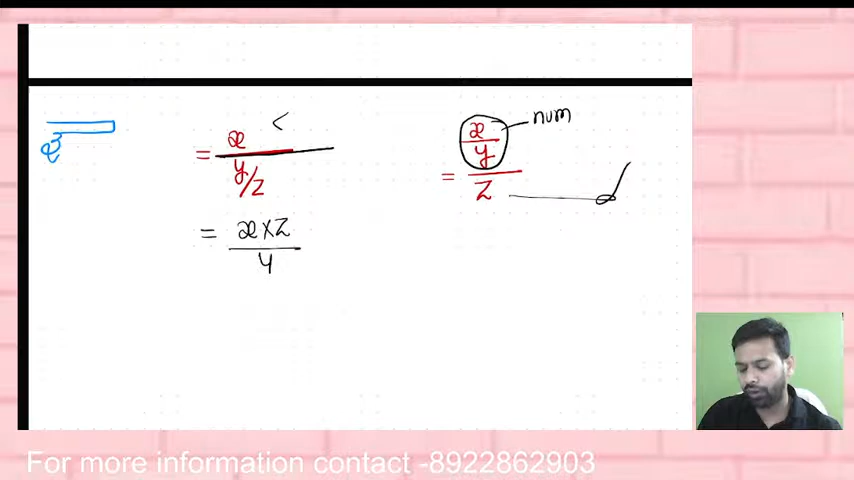 = x / (y/z) <
= x×z / y
= (x/y) / z num
For more information contact -8922862903